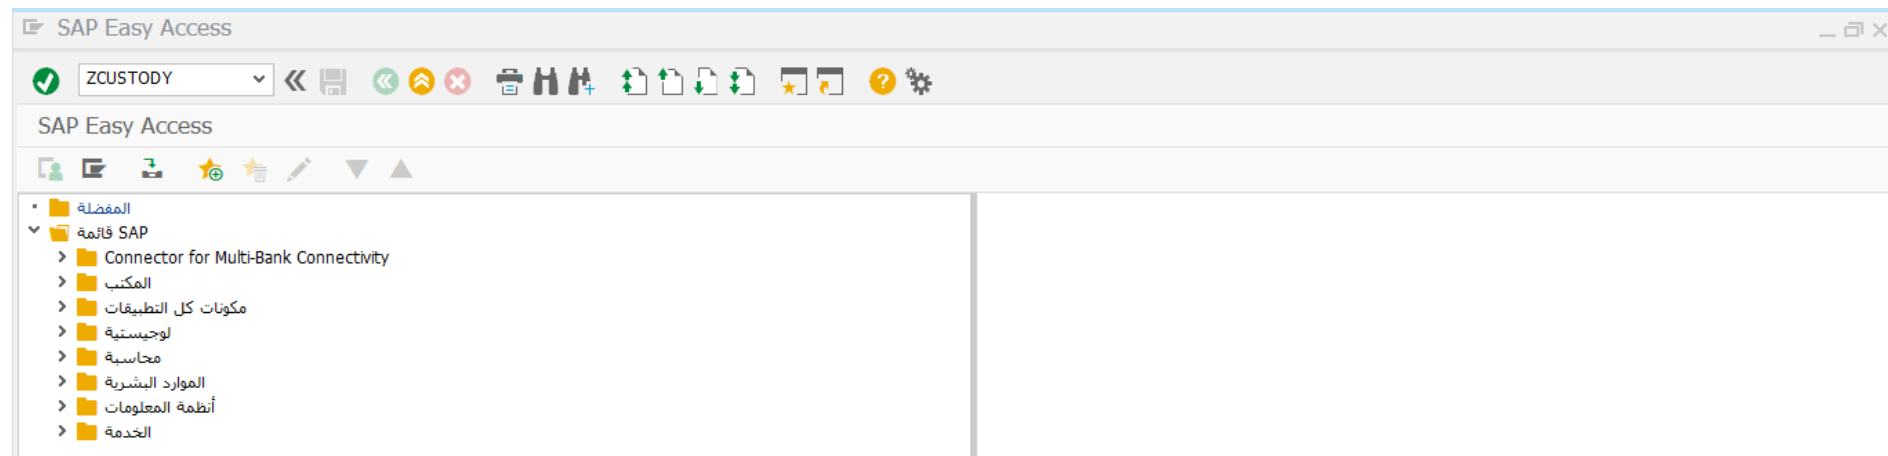 SAP Easy Access
ZCUSTODY
SAP Easy Access
المفضلة
قائمة SAP
Connector for Multi-Bank Connectivity
المكتب
مكونات كل التطبيقات
لوجيستية
محاسبة
الموارد البشرية
أنظمة المعلومات
الخدمة